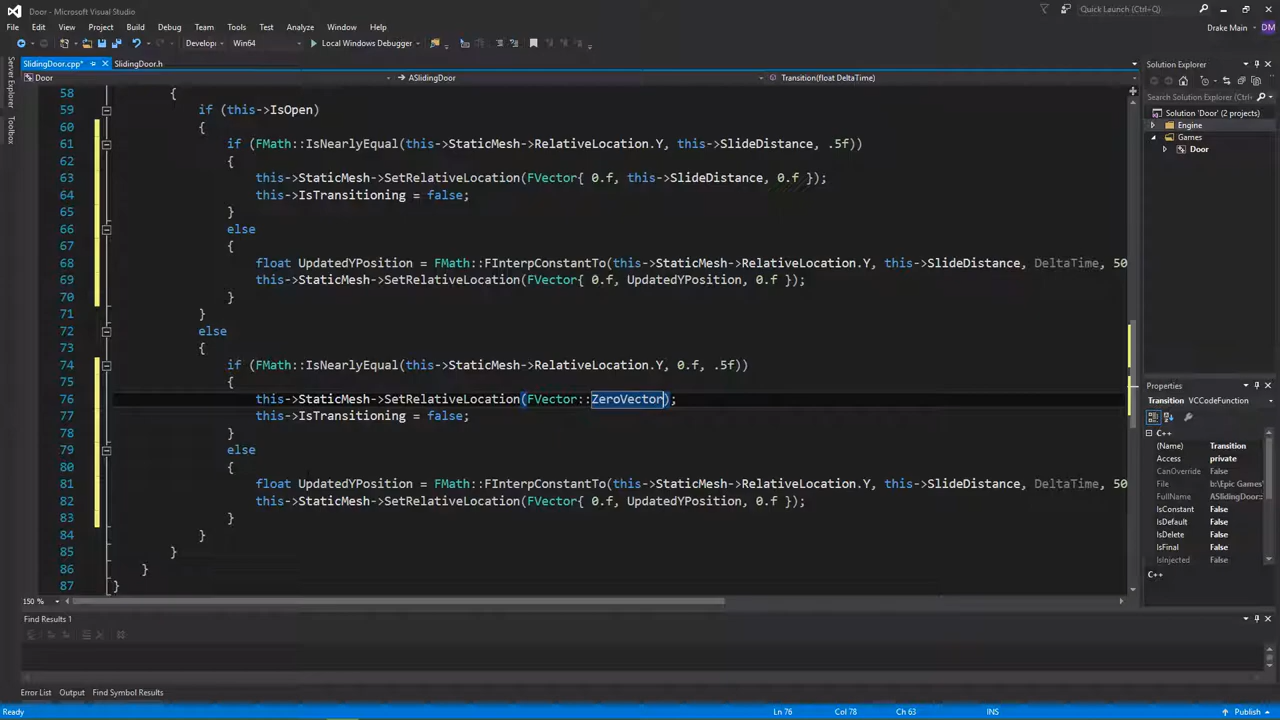 Door - Microsoft Visual Studio
Quick Launch (Ctrl+Q)
File Edit View Project Build Debug Team Tools Test Analyze Window Help
Drake Main DM
Develop Win64 Local Windows Debugger
SlidingDoor.cpp* SlidingDoor.h
Door ASlidingDoor Transition(float DeltaTime)
Server Explorer
Toolbox
58 {
59 if (this->IsOpen)
60 {
61 if (FMath::IsNearlyEqual(this->StaticMesh->RelativeLocation.Y, this->SlideDistance, .5f))
62 {
63 this->StaticMesh->SetRelativeLocation(FVector{ 0.f, this->SlideDistance, 0.f });
64 this->IsTransitioning = false;
65 }
66 else
67 {
68 float UpdatedYPosition = FMath::FInterpConstantTo(this->StaticMesh->RelativeLocation.Y, this->SlideDistance, DeltaTime, 50
69 this->StaticMesh->SetRelativeLocation(FVector{ 0.f, UpdatedYPosition, 0.f });
70 }
71 }
72 else
73 {
74 if (FMath::IsNearlyEqual(this->StaticMesh->RelativeLocation.Y, 0.f, .5f))
75 {
76 this->StaticMesh->SetRelativeLocation(FVector::ZeroVector);
77 this->IsTransitioning = false;
78 }
79 else
80 {
81 float UpdatedYPosition = FMath::FInterpConstantTo(this->StaticMesh->RelativeLocation.Y, this->SlideDistance, DeltaTime, 50
82 this->StaticMesh->SetRelativeLocation(FVector{ 0.f, UpdatedYPosition, 0.f });
83 }
84 }
85 }
86 }
87 }
150 %
Solution Explorer
Search Solution Explorer (Ctrl+
Solution 'Door' (2 projects)
Engine
Games
Door
Properties
Transition VCCodeFunction
C++
(Name) Transition
Access private
CanOverride False
File b:\Epic Games\
FullName ASlidingDoor::
IsConstant False
IsDefault False
IsDelete False
IsFinal False
IsInjected False
C++
Find Results 1
Error List Output Find Symbol Results
Ready Ln 76 Col 78 Ch 63 INS Publish